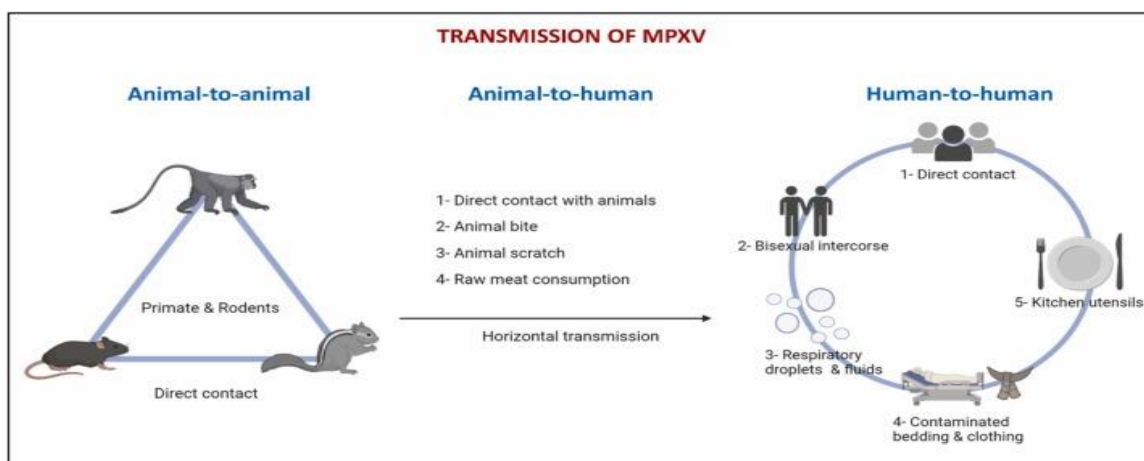 TRANSMISSION OF MPXV
Animal-to-animal
Primate & Rodents
Direct contact
Animal-to-human
1- Direct contact with animals
2- Animal bite
3- Animal scratch
4- Raw meat consumption
Horizontal transmission
Human-to-human
1- Direct contact
2- Bisexual intercorse
3- Respiratory
droplets & fluids
4- Contaminated
bedding & clothing
5- Kitchen utensils